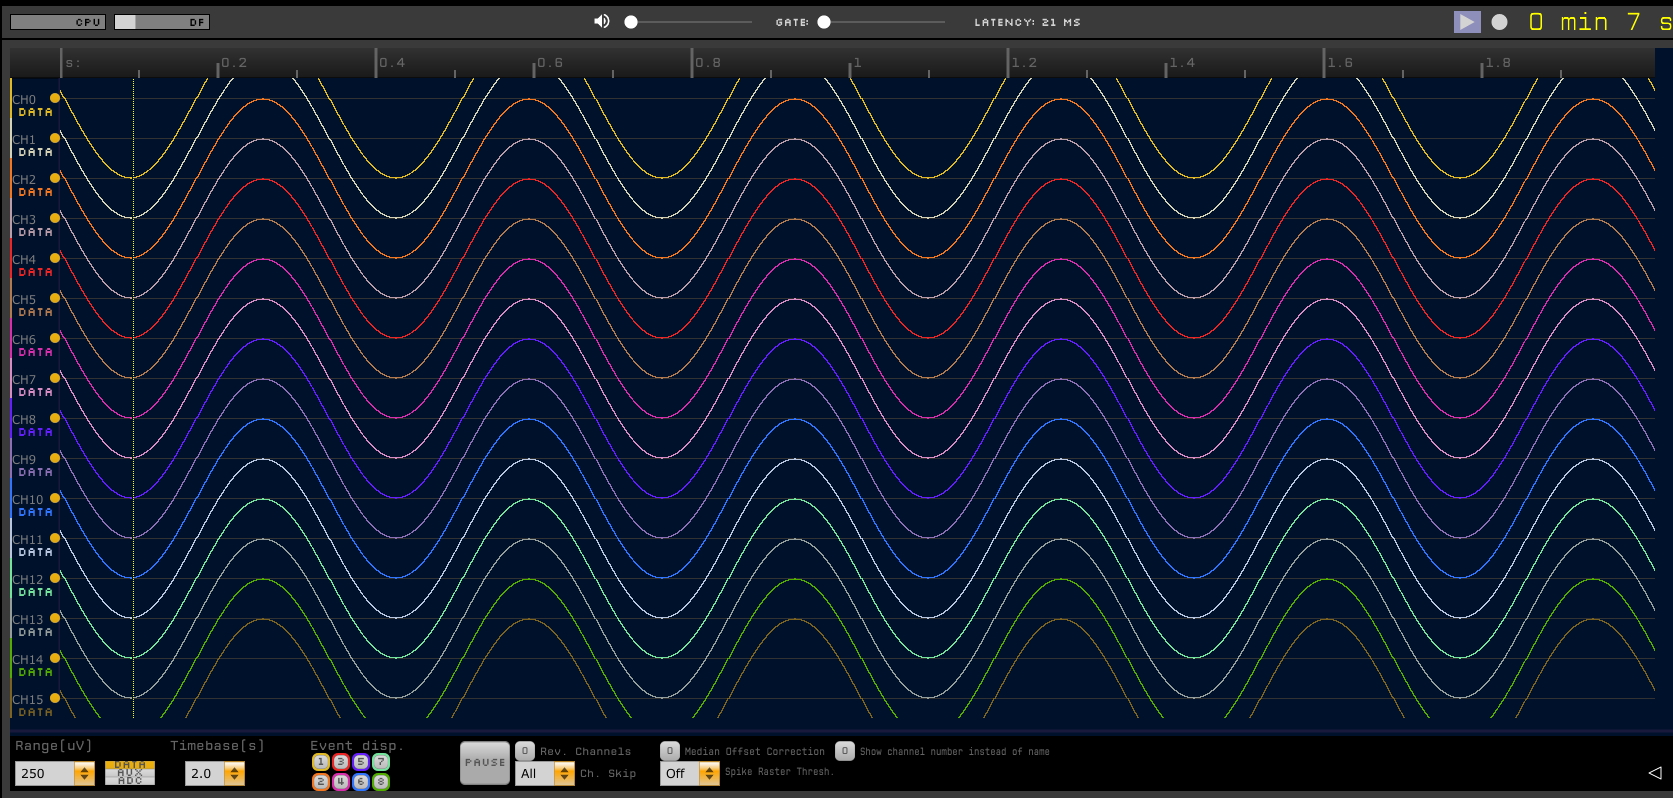 CPU DF GATE: LATENCY: 21 MS 0 min 7 s
s: 0.2 0.4 0.6 0.8 1 1.2 1.4 1.6 1.8
CH0
DATA
CH1
DATA
CH2
DATA
CH3
DATA
CH4
DATA
CH5
DATA
CH6
DATA
CH7
DATA
CH8
DATA
CH9
DATA
CH10
DATA
CH11
DATA
CH12
DATA
CH13
DATA
CH14
DATA
CH15
DATA
Range[uV] Timebase[s] Event disp.
250 DATA AUX ADC 2.0
1 3 5 7
2 4 6 8
PAUSE
0 Rev. Channels 0 Median Offset Correction 0 Show channel number instead of name
All Ch. Skip Off Spike Raster Thresh.